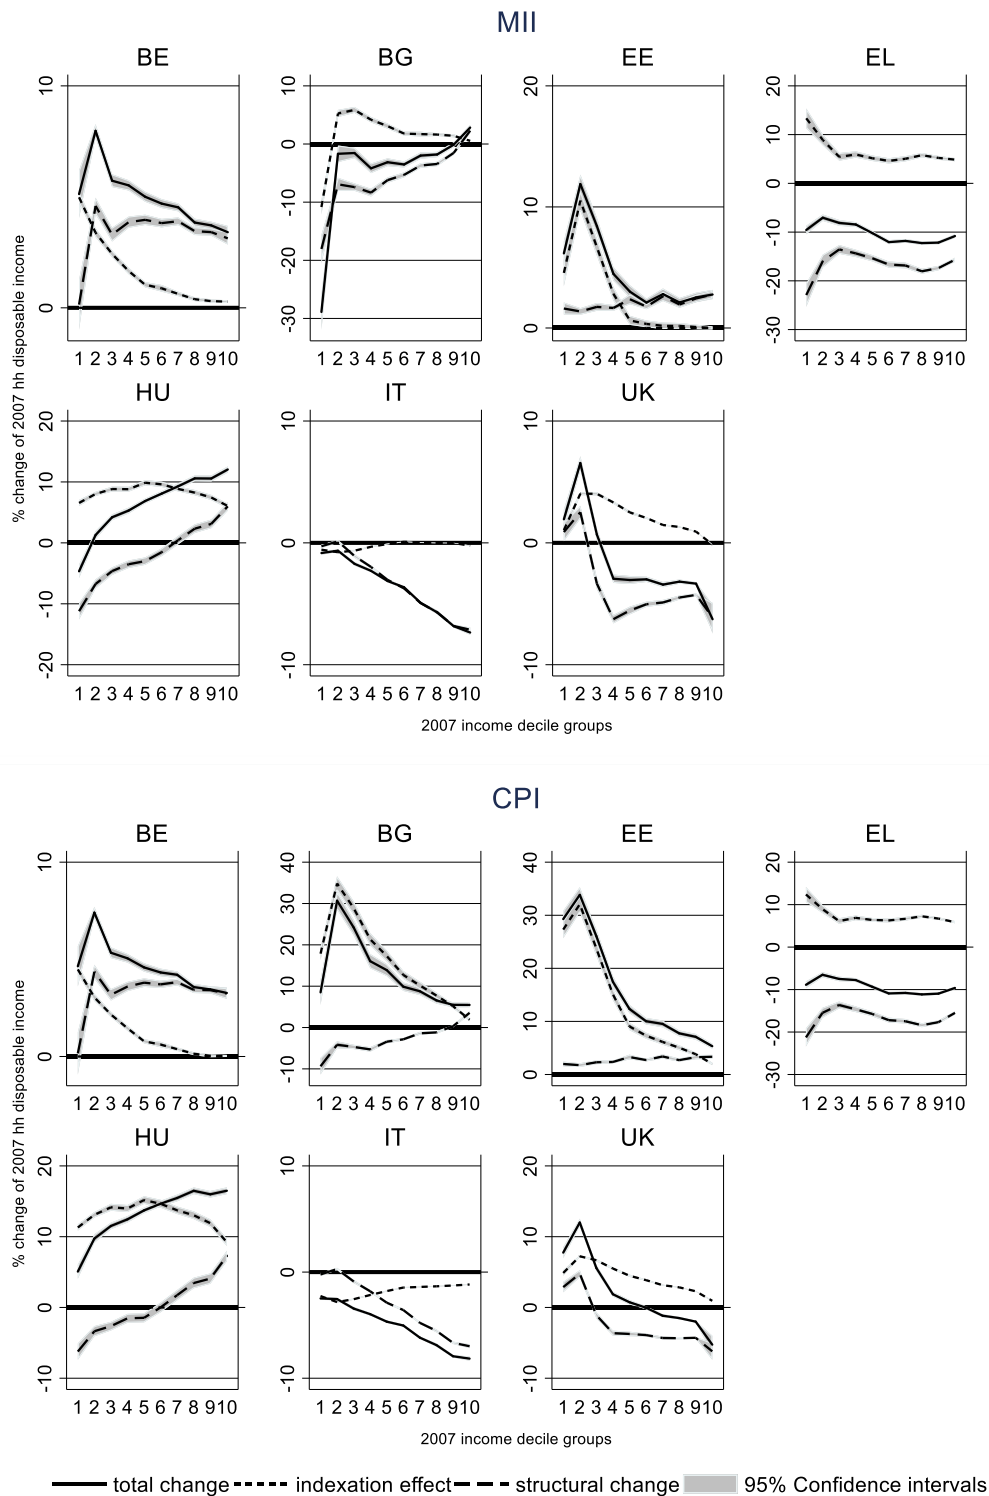 MII
BE BG EE EL
10
0
10
0
-10
-20
-30
20
10
0
20
10
0
-10
-20
-30
1 2 3 4 5 6 7 8 9 10
1 2 3 4 5 6 7 8 9 10
1 2 3 4 5 6 7 8 9 10
1 2 3 4 5 6 7 8 9 10
% change of 2007 hh disposable income
HU IT UK
20
10
0
-10
-20
10
0
-10
10
0
-10
1 2 3 4 5 6 7 8 9 10
1 2 3 4 5 6 7 8 9 10
1 2 3 4 5 6 7 8 9 10
2007 income decile groups
CPI
BE BG EE EL
10
0
40
30
20
10
0
-10
40
30
20
10
0
20
10
0
-10
-20
-30
1 2 3 4 5 6 7 8 9 10
1 2 3 4 5 6 7 8 9 10
1 2 3 4 5 6 7 8 9 10
1 2 3 4 5 6 7 8 9 10
% change of 2007 hh disposable income
HU IT UK
20
10
0
-10
10
0
-10
20
10
0
-10
1 2 3 4 5 6 7 8 9 10
1 2 3 4 5 6 7 8 9 10
1 2 3 4 5 6 7 8 9 10
2007 income decile groups
total change indexation effect structural change 95% Confidence intervals